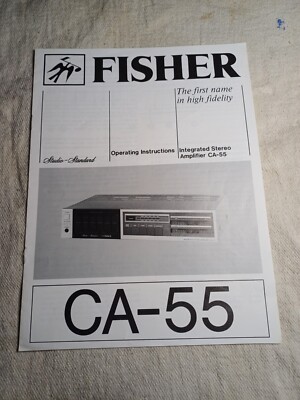 FISHER
The first name
in high fidelity
Operating Instructions
Integrated Stereo
Amplifier CA-55
Studio-Standard
CA-55